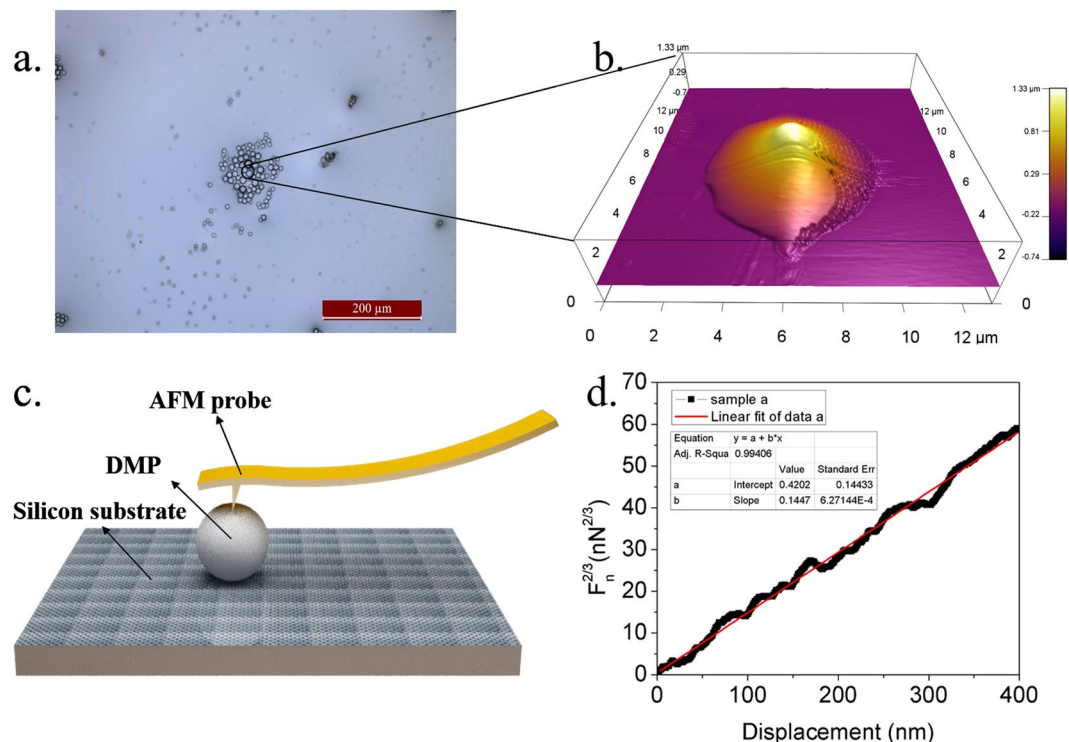 a.
200 µm
b.
1.33 µm
0.29
-0.7
12 µm
10
8
6
4
2
0
0
2
4
6
8
10
12 µm
12 µm
10
8
6
4
2
0
1.33 µm
0.81
0.29
-0.22
-0.74
c.
AFM probe
DMP
Silicon substrate
d.
sample a
Linear fit of data a
Equation y = a + b*x
Adj. R-Squa 0.99406
Value Standard Err
a Intercept 0.4202 0.14433
b Slope 0.1447 6.27144E-4
70
60
50
40
30
20
10
0
0 100 200 300 400
Fn^2/3 (nN^2/3)
Displacement (nm)